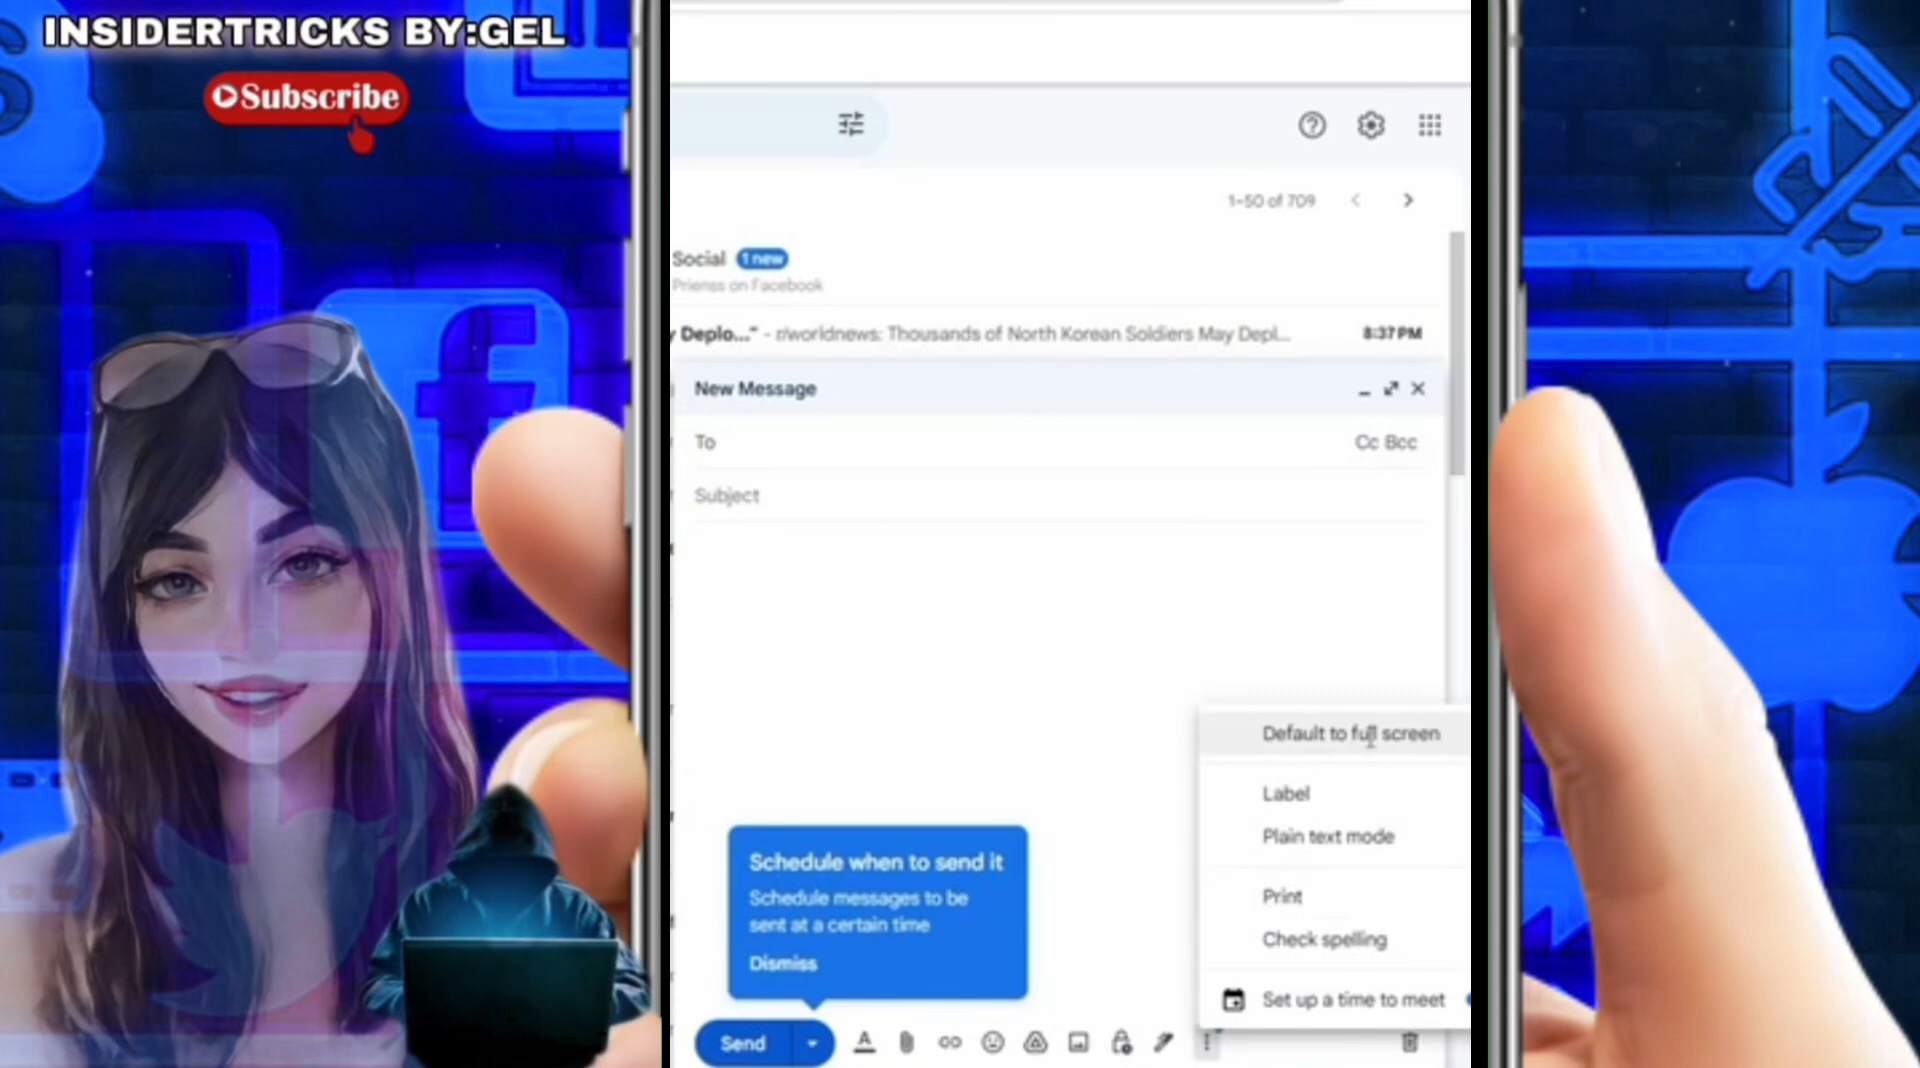 INSIDERTRICKS BY:GEL
Subscribe
1-50 of 709
Social 1 new
Prienss on Facebook
y Deplo..." - r/worldnews: Thousands of North Korean Soldiers May Depl... 8:37 PM
New Message
To Cc Bcc
Subject
Default to full screen
Label
Plain text mode
Print
Check spelling
Set up a time to meet
Schedule when to send it
Schedule messages to be
sent at a certain time
Dismiss
Send